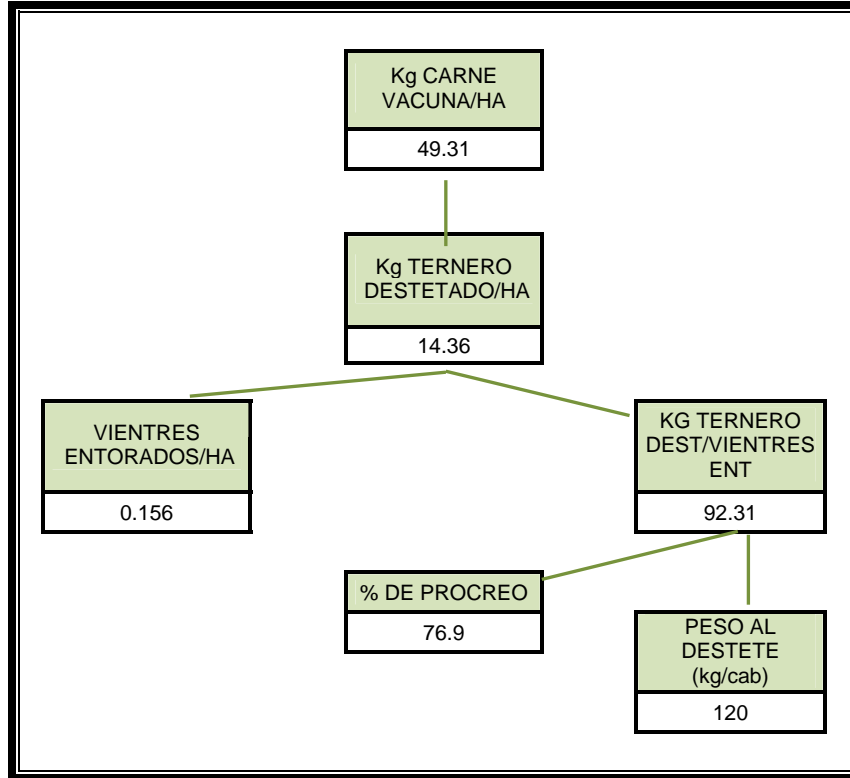 Kg CARNE
VACUNA/HA
49.31
Kg TERNERO
DESTETADO/HA
14.36
VIENTRES
ENTORADOS/HA
0.156
KG TERNERO
DEST/VIENTRES
ENT
92.31
% DE PROCREO
76.9
PESO AL
DESTETE
(kg/cab)
120